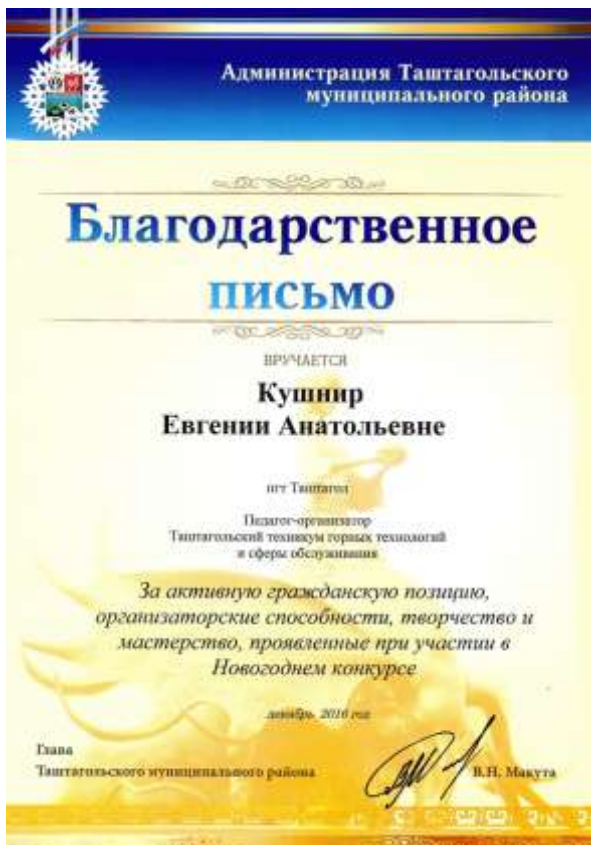 Администрация Таштагольского
муниципального района
Благодарственное
письмо
ВРУЧАЕТСЯ
Кушнир
Евгении Анатольевне
пгт Таштагол
Педагог-организатор
Таштагольский техникум горных технологий
и сферы обслуживания
За активную гражданскую позицию,
организаторские способности, творчество и
мастерство, проявленные при участии в
Новогоднем конкурсе
декабрь 2016 год
Глава
Таштагольского муниципального района
В.Н. Макута